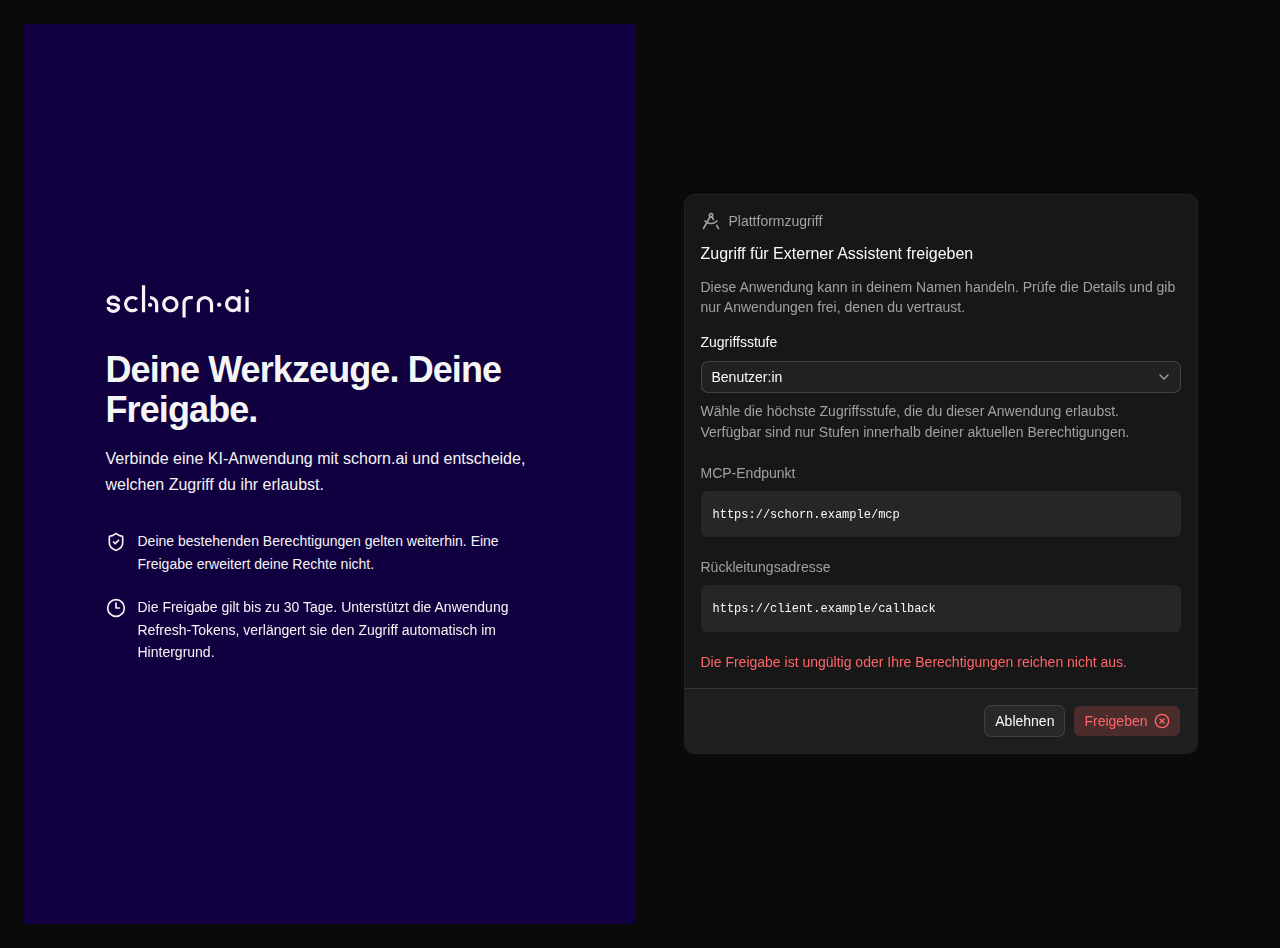 schorn.ai
Deine Werkzeuge. Deine
Freigabe.
Verbinde eine KI-Anwendung mit schorn.ai und entscheide,
welchen Zugriff du ihr erlaubst.
Deine bestehenden Berechtigungen gelten weiterhin. Eine
Freigabe erweitert deine Rechte nicht.
Die Freigabe gilt bis zu 30 Tage. Unterstützt die Anwendung
Refresh-Tokens, verlängert sie den Zugriff automatisch im
Hintergrund.
Plattformzugriff
Zugriff für Externer Assistent freigeben
Diese Anwendung kann in deinem Namen handeln. Prüfe die Details und gib
nur Anwendungen frei, denen du vertraust.
Zugriffsstufe
Benutzer:in
Wähle die höchste Zugriffsstufe, die du dieser Anwendung erlaubst.
Verfügbar sind nur Stufen innerhalb deiner aktuellen Berechtigungen.
MCP-Endpunkt
https://schorn.example/mcp
Rückleitungsadresse
https://client.example/callback
Die Freigabe ist ungültig oder Ihre Berechtigungen reichen nicht aus.
Ablehnen
Freigeben